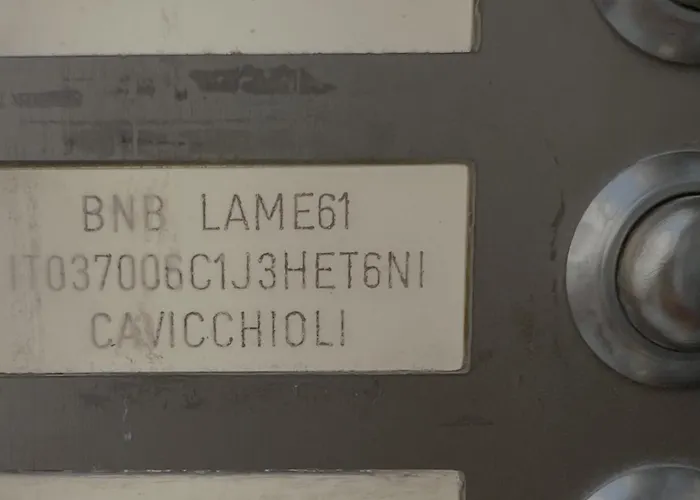 BNB LAME61
IT037006C1J3HET6NI
CAVICCHIOLI